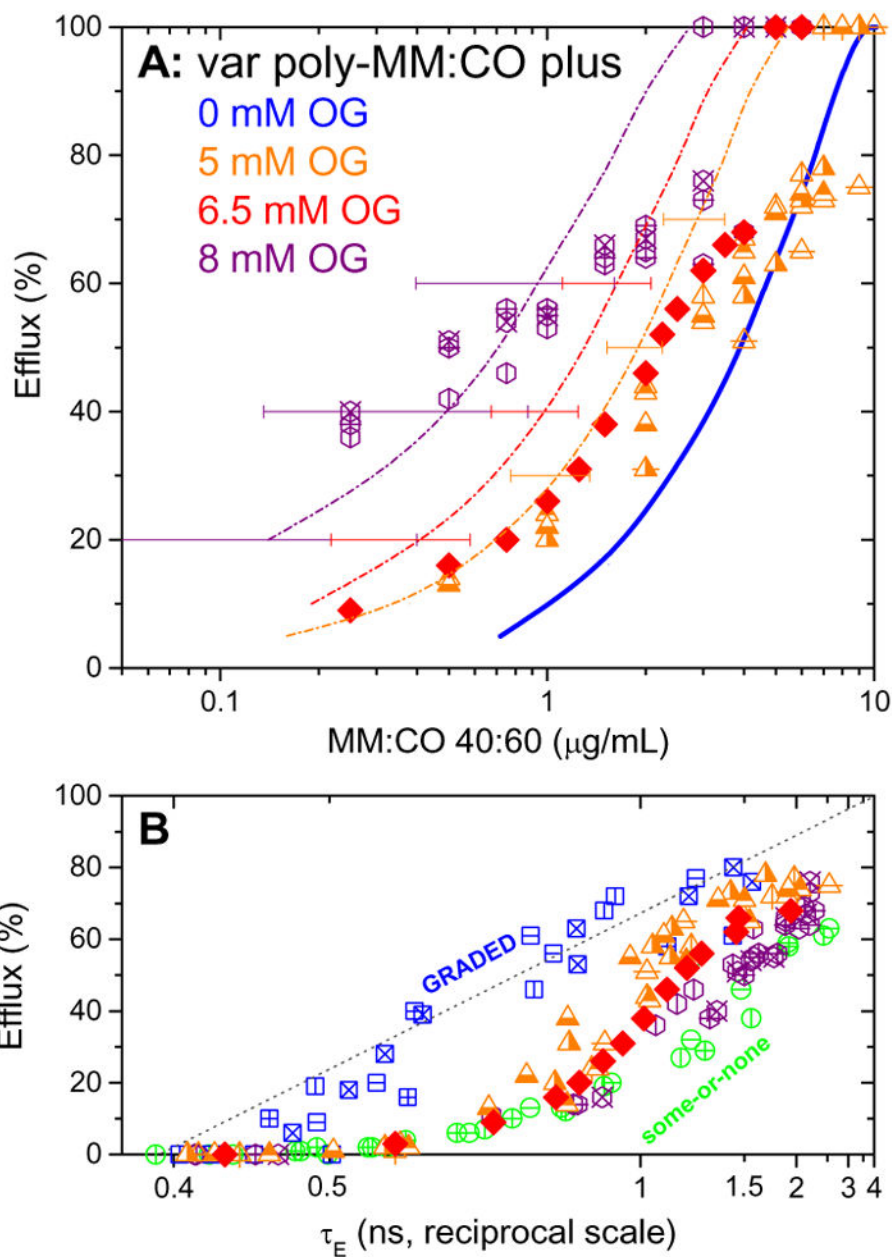 100
A: var poly-MM:CO plus
0 mM OG
5 mM OG
6.5 mM OG
8 mM OG
80
60
40
20
0
Efflux (%)
0.1 1 10
MM:CO 40:60 (μg/mL)
100
B
80
60
40
20
0
Efflux (%)
GRADED
some-or-none
0.4 0.5 1 1.5 2 3 4
τE (ns, reciprocal scale)